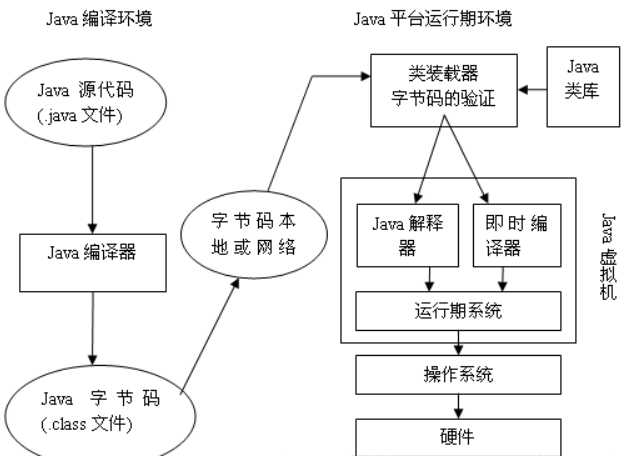 Java 编译环境
Java 平台运行期环境
Java 源代码
(.java 文件)
Java 编译器
Java 字节码
(.class 文件)
字节码本
地或网络
类装载器
字节码的验证
Java
类库
Java 解释
器
即时编
译器
运行期系统
Java 虚拟机
操作系统
硬件